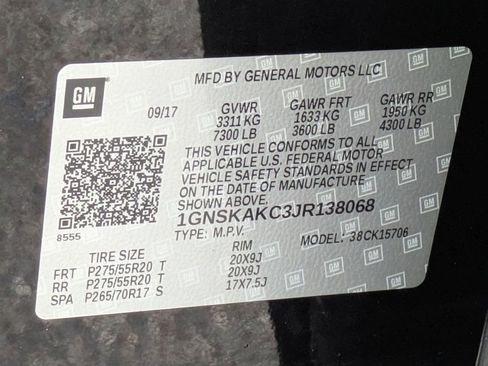 GM
MFD BY GENERAL MOTORS LLC
09/17 GVWR GAWR FRT GAWR RR
3311 KG 1633 KG 1950 KG
7300 LB 3600 LB 4300 LB
THIS VEHICLE CONFORMS TO ALL
APPLICABLE U.S. FEDERAL MOTOR
VEHICLE SAFETY STANDARDS IN EFFECT
ON THE DATE OF MANUFACTURE
SHOWN ABOVE.
1GNSKAKC3JR138068
8555
TYPE: M.P.V. MODEL: 38CK15706
TIRE SIZE RIM
FRT P275/55R20 T 20X9J
RR P275/55R20 T 20X9J
SPA P265/70R17 S 17X7.5J